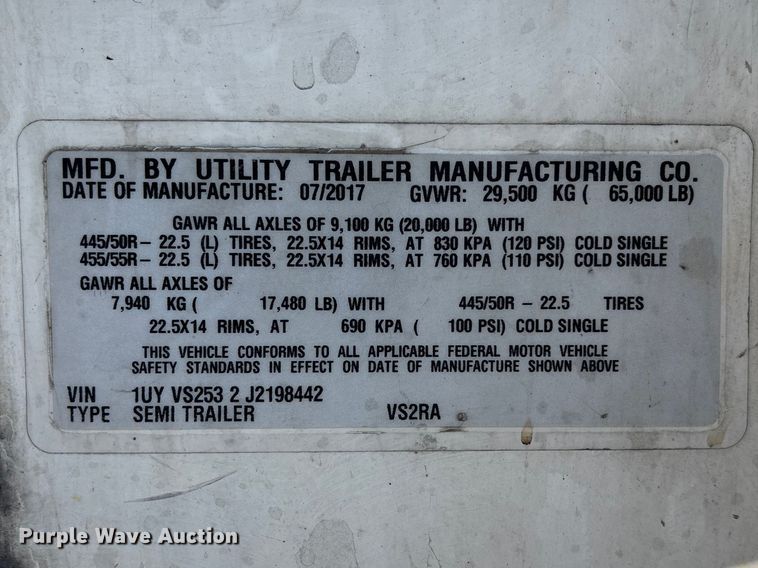 MFD. BY UTILITY TRAILER MANUFACTURING CO.
DATE OF MANUFACTURE: 07/2017 GVWR: 29,500 KG ( 65,000 LB)
GAWR ALL AXLES OF 9,100 KG (20,000 LB) WITH
445/50R – 22.5 (L) TIRES, 22.5X14 RIMS, AT 830 KPA (120 PSI) COLD SINGLE
455/55R – 22.5 (L) TIRES, 22.5X14 RIMS, AT 760 KPA (110 PSI) COLD SINGLE
GAWR ALL AXLES OF
7,940 KG ( 17,480 LB) WITH 445/50R – 22.5 TIRES
22.5X14 RIMS, AT 690 KPA ( 100 PSI) COLD SINGLE
THIS VEHICLE CONFORMS TO ALL APPLICABLE FEDERAL MOTOR VEHICLE
SAFETY STANDARDS IN EFFECT ON DATE OF MANUFACTURE SHOWN ABOVE
VIN 1UY VS253 2 J2198442
TYPE SEMI TRAILER VS2RA
Purple Wave Auction